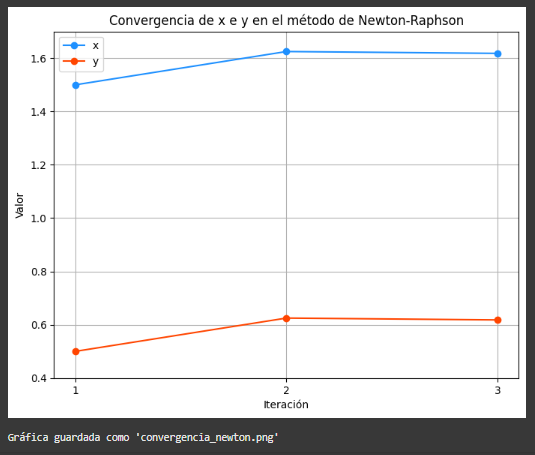 Convergencia de x e y en el método de Newton-Raphson
x
y
1.6
1.4
1.2
1.0
0.8
0.6
0.4
Valor
1
2
3
Iteración
Gráfica guardada como 'convergencia_newton.png'